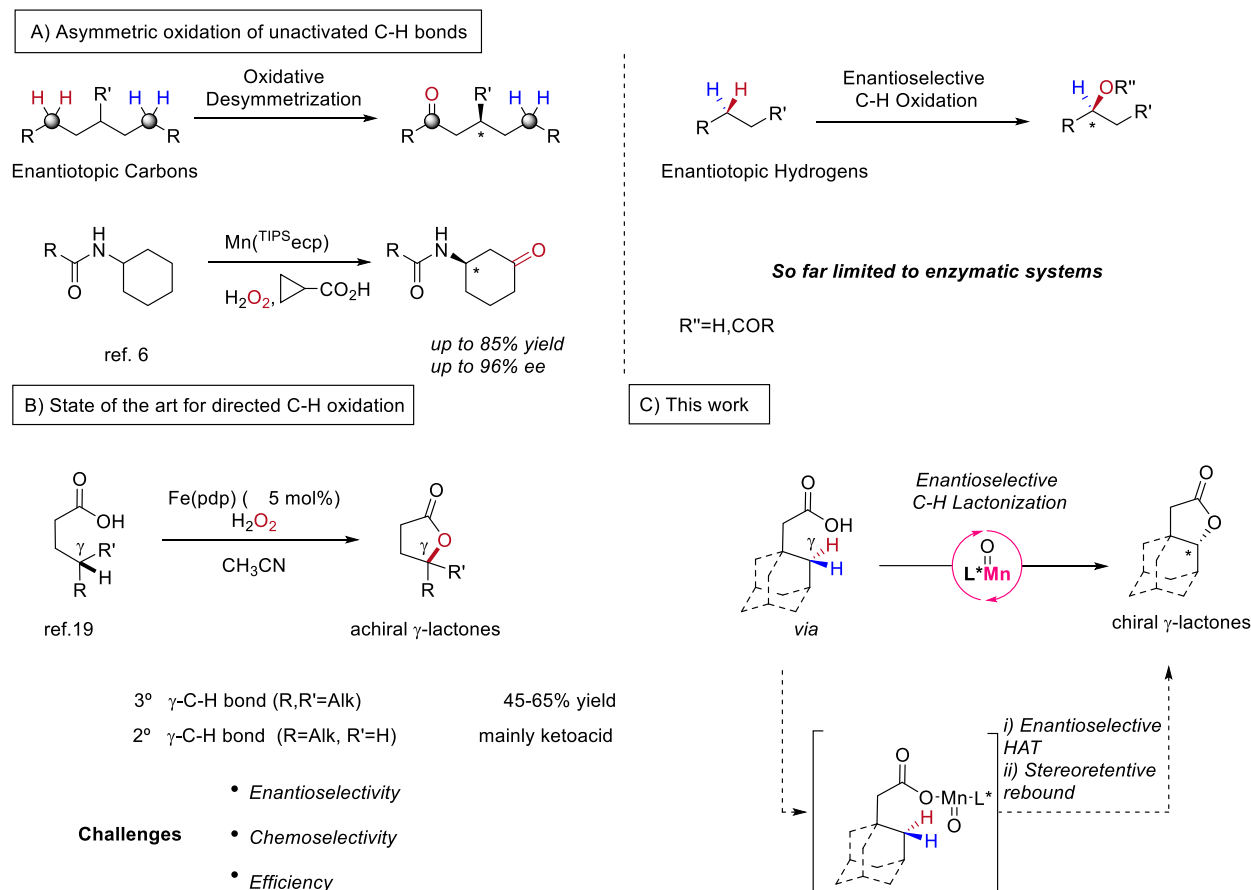 A) Asymmetric oxidation of unactivated C-H bonds
H H R' H H
R R
Enantiotopic Carbons
Oxidative
Desymmetrization
O R' H H
R * R
H H
R R'
Enantiotopic Hydrogens
Enantioselective
C-H Oxidation
H OR''
R * R'
R N H O
Mn(TIPSecp)
H2O2, CO2H
R N H O * O
ref. 6
up to 85% yield
up to 96% ee
So far limited to enzymatic systems
R''=H,COR
B) State of the art for directed C-H oxidation
O
OH
γ R'
H
R
ref.19
Fe(pdp) ( 5 mol%)
H2O2
CH3CN
O
O
γ
R'
R
achiral γ-lactones
3º γ-C-H bond (R,R'=Alk) 45-65% yield
2º γ-C-H bond (R=Alk, R'=H) mainly ketoacid
Challenges
• Enantioselectivity
• Chemoselectivity
• Efficiency
C) This work
O
OH
γ H
H
via
Enantioselective
C-H Lactonization
O
L*Mn
O
O
*
chiral γ-lactones
i) Enantioselective
HAT
ii) Stereoretentive
rebound
O
O-Mn-L*
O
H
H